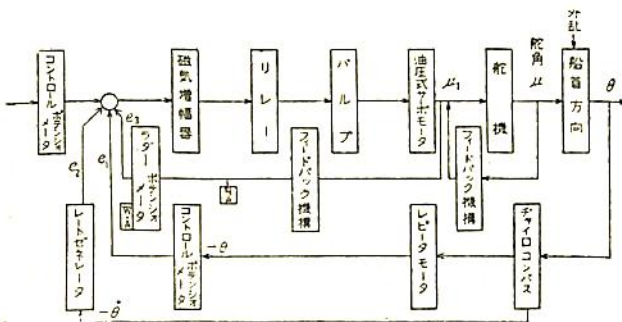 外乱
コントロールポテンショメータ
磁気増幅器
リレー
バルブ
油圧式サーボモータ
μ₁
舵機
舵角
μ
船首方向
θ
e₂
e₁
e₃
ラダーポテンショメータ
フィードバック機構
フィードバック機構
レートゼネレータ
コントロールポテンショメータ
-θ
レピータモータ
ヂャイロコンパス
-θ̇